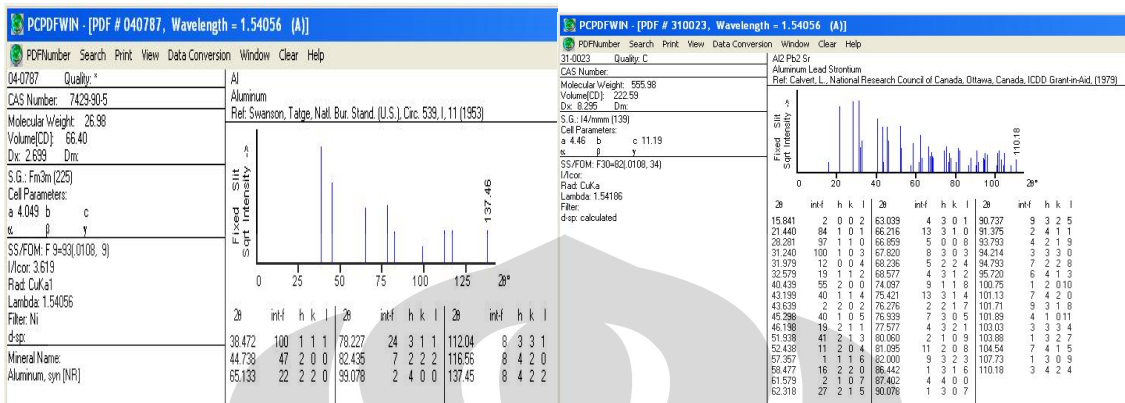 PCPDFWIN - [PDF # 040787, Wavelength = 1.54056 (A)]
PDFNumber Search Print View Data Conversion Window Clear Help
04-0787 Quality: *
CAS Number: 7429-90-5
Molecular Weight: 26.98
Volume[CD]: 66.40
Dx: 2.699 Dm:
S.G.: Fm3m (225)
Cell Parameters:
a 4.049 b c
α β γ
SS/FOM: F 9=93(.0108, 9)
I/Icor: 3.619
Rad: CuKa1
Lambda: 1.54056
Filter: Ni
d-sp:
Mineral Name:
Aluminum, syn [NR]
Al
Aluminum
Ref: Swanson, Tatge, Natl. Bur. Stand. (U.S.), Circ. 539, I, 11 (1953)
Fixed Slit
Sqrt Intensity ->
137.46
0 25 50 75 100 125 2θ°
2θ int-f h k l 2θ int-f h k l 2θ int-f h k l
38.472 100 1 1 1 78.227 24 3 1 1 112.04 8 3 3 1
44.738 47 2 0 0 82.435 7 2 2 2 116.56 8 4 2 0
65.133 22 2 2 0 99.078 2 4 0 0 137.45 8 4 2 2
PCPDFWIN - [PDF # 310023, Wavelength = 1.54056 (A)]
PDFNumber Search Print View Data Conversion Window Clear Help
31-0023 Quality: C
CAS Number:
Molecular Weight: 555.98
Volume[CD]: 222.59
Dx: 8.295 Dm:
S.G.: I4/mmm (139)
Cell Parameters:
a 4.46 b c 11.19
α β γ
SS/FOM: F30=82(.0108, 34)
I/Icor:
Rad: CuKa
Lambda: 1.54186
Filter:
d-sp: calculated
Al2 Pb2 Sr
Aluminum Lead Strontium
Ref: Calvert, L., National Research Council of Canada, Ottawa, Canada, ICDD Grant-in-Aid, (1979)
Fixed Slit
Sqrt Intensity ->
110.18
0 20 40 60 80 100 2θ°
2θ int-f h k l 2θ int-f h k l 2θ int-f h k l
15.841 2 0 0 2 63.039 4 3 0 1 90.737 9 3 2 5
21.440 84 1 0 1 66.216 13 3 1 0 91.375 2 4 1 1
28.281 97 1 1 0 66.859 5 0 0 8 93.793 4 2 1 9
31.240 100 1 0 3 67.820 8 3 0 3 94.214 3 3 3 0
31.979 12 0 0 4 68.236 5 2 2 4 94.793 7 2 2 8
32.579 19 1 1 2 68.577 4 3 1 2 95.720 6 4 1 3
40.439 55 2 0 0 74.097 9 1 1 8 100.75 1 2 0 10
43.199 40 1 1 4 75.421 13 3 1 4 101.13 7 4 2 0
43.639 2 2 0 2 76.276 2 2 1 7 101.71 9 3 1 8
45.298 40 1 0 5 76.939 7 3 0 5 101.89 4 1 0 11
46.198 19 2 1 1 77.577 4 3 2 1 103.03 3 3 3 4
51.938 41 2 1 3 80.060 2 1 0 9 103.88 1 3 2 7
52.438 11 2 0 4 81.095 11 2 0 8 104.54 7 4 1 5
57.357 1 1 1 6 82.000 9 3 2 3 107.73 1 3 0 9
58.477 16 2 2 0 86.442 1 3 1 6 110.18 3 4 2 4
61.579 2 1 0 7 87.402 4 4 0 0
62.318 27 2 1 5 90.078 1 3 0 7